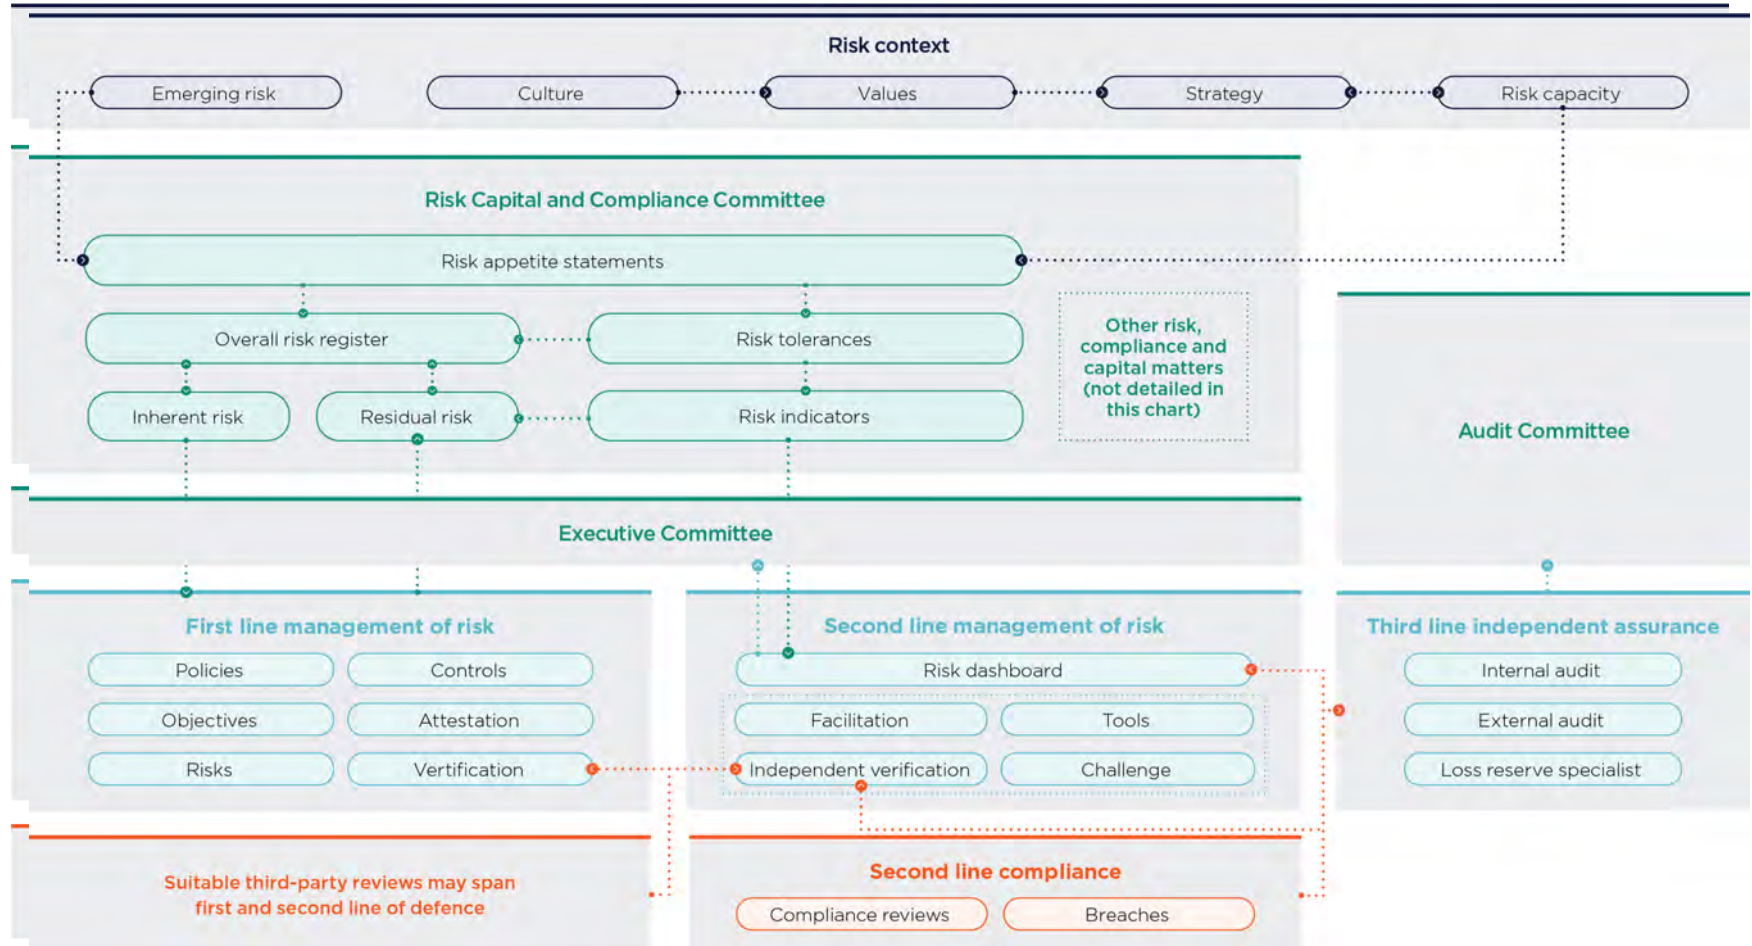 Risk context
Emerging risk
Culture
Values
Strategy
Risk capacity
Risk Capital and Compliance Committee
Risk appetite statements
Overall risk register
Risk tolerances
Inherent risk
Residual risk
Risk indicators
Other risk,
compliance and
capital matters
(not detailed in
this chart)
Audit Committee
Executive Committee
First line management of risk
Policies
Controls
Objectives
Attestation
Risks
Vertification
Second line management of risk
Risk dashboard
Facilitation
Tools
Independent verification
Challenge
Third line independent assurance
Internal audit
External audit
Loss reserve specialist
Suitable third-party reviews may span
first and second line of defence
Second line compliance
Compliance reviews
Breaches